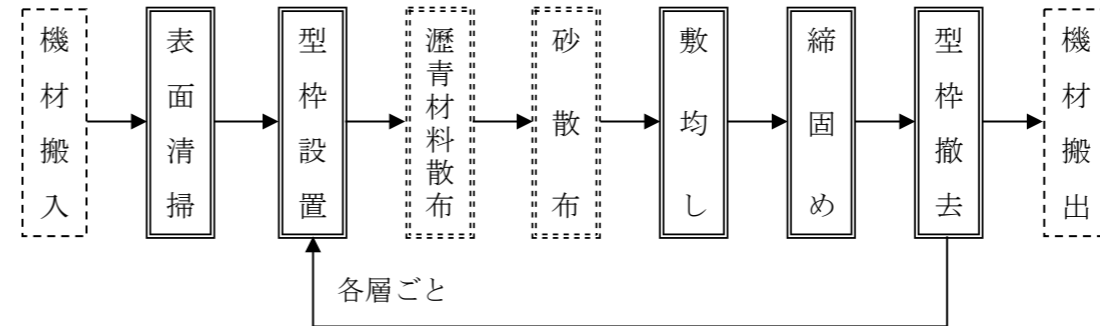 機材搬入
表面清掃
型枠設置
瀝青材料散布
砂散布
敷均し
締固め
型枠撤去
機材搬出
各層ごと